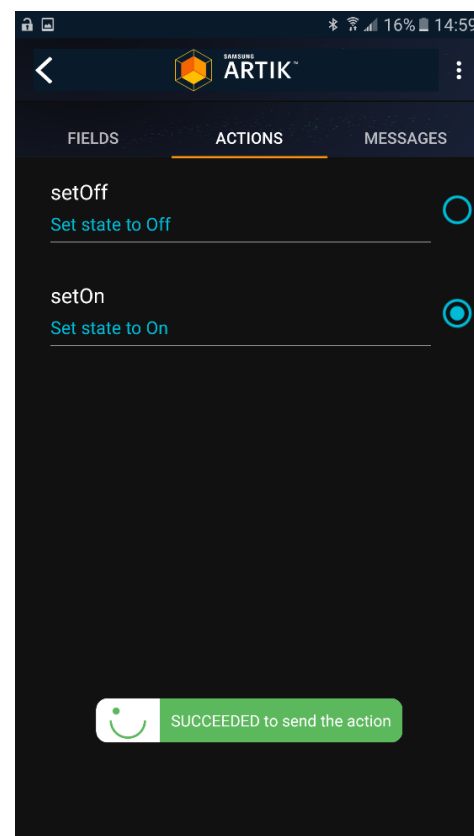 16% 14:59
SAMSUNG
ARTIK™
FIELDS ACTIONS MESSAGES
setOff
Set state to Off
setOn
Set state to On
SUCCEEDED to send the action